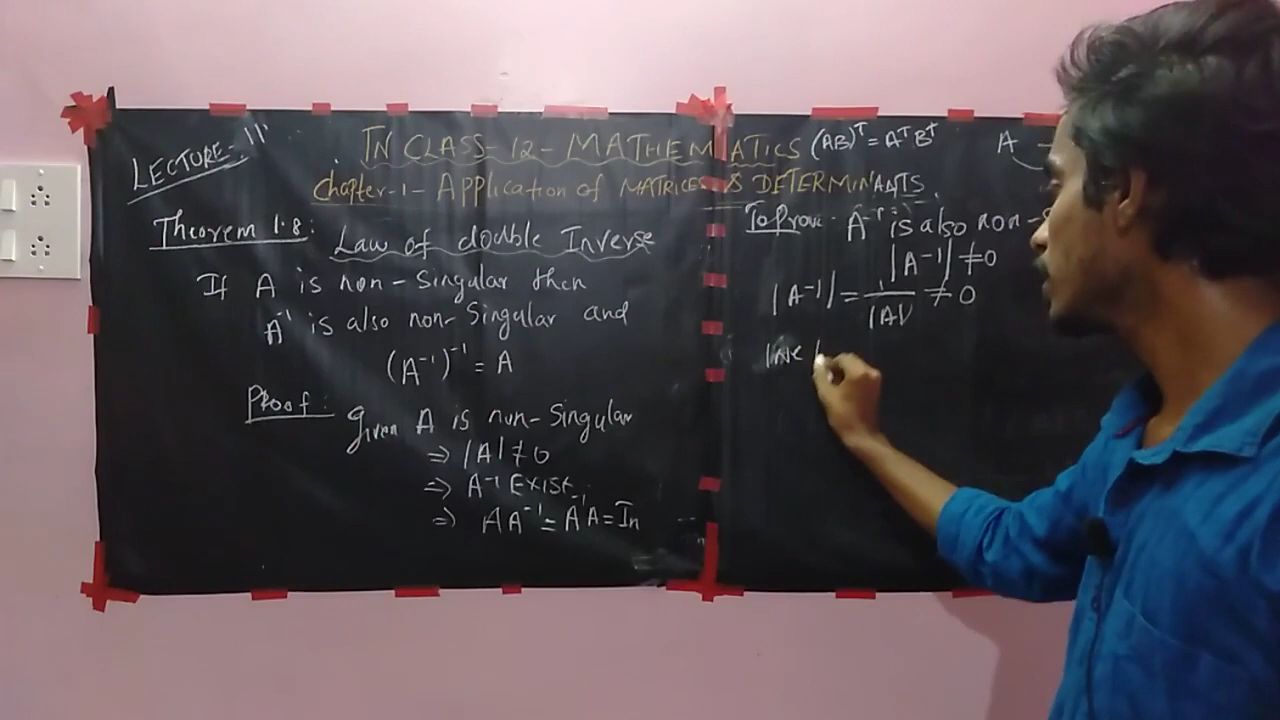 LECTURE:- 11
TN CLASS-12-MATHEMATICS
chapter-1- Application of MATRICES & DETERMINANTS.
Theorem 1.8: Law of double Inverse
If A is non-Singular then
A⁻¹ is also non-Singular and
(A⁻¹)⁻¹ = A
Proof:
given A is non-Singular
⇒ |A| ≠ 0
⇒ A⁻¹ Exist.
⇒ AA⁻¹ = A⁻¹A = In
(AB)ᵀ = AᵀBᵀ
A
To Prove:- A⁻¹ is also non-
|A⁻¹| ≠ 0
|A⁻¹| = 1/|A| ≠ 0